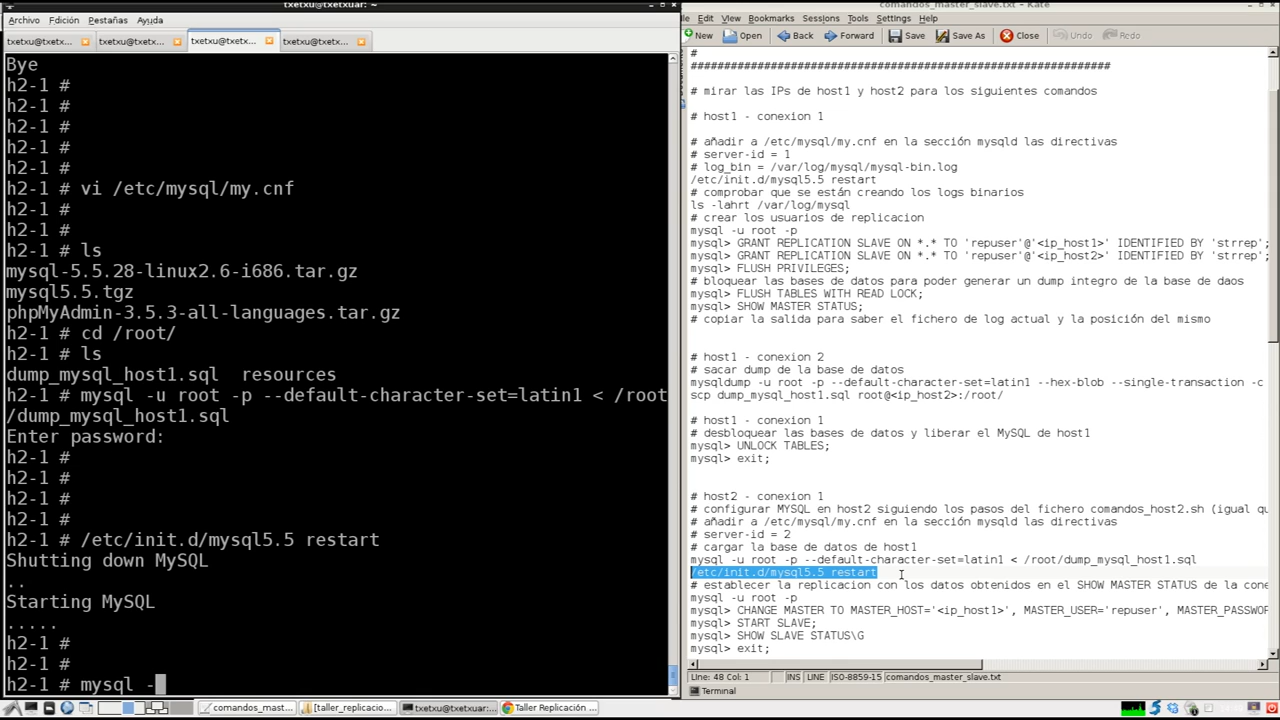 txetxu@txetxuar: ~
Archivo Edición Pestañas Ayuda
txetxu@txetx... txetxu@txetx... txetxu@txetx... txetxu@txetx...
Bye
h2-1 #
h2-1 #
h2-1 #
h2-1 #
h2-1 #
h2-1 # vi /etc/mysql/my.cnf
h2-1 #
h2-1 #
h2-1 # ls
mysql-5.5.28-linux2.6-i686.tar.gz
mysql5.5.tgz
phpMyAdmin-3.5.3-all-languages.tar.gz
h2-1 # cd /root/
h2-1 # ls
dump_mysql_host1.sql resources
h2-1 # mysql -u root -p --default-character-set=latin1 < /root
/dump_mysql_host1.sql
Enter password:
h2-1 #
h2-1 #
h2-1 #
h2-1 #
h2-1 # /etc/init.d/mysql5.5 restart
Shutting down MySQL
..
Starting MySQL
.....
h2-1 #
h2-1 #
h2-1 # mysql -
comandos_master_slave.txt - Kate
Edit View Bookmarks Sessions Tools Settings Help
New Open Back Forward Save Save As Close Undo Redo
#
###############################################################
# mirar las IPs de host1 y host2 para los siguientes comandos
# host1 - conexion 1
# añadir a /etc/mysql/my.cnf en la sección mysqld las directivas
# server-id = 1
# log_bin = /var/log/mysql/mysql-bin.log
/etc/init.d/mysql5.5 restart
# comprobar que se están creando los logs binarios
ls -lahrt /var/log/mysql
# crear los usuarios de replicacion
mysql -u root -p
mysql> GRANT REPLICATION SLAVE ON *.* TO 'repuser'@'<ip_host1>' IDENTIFIED BY 'strrep';
mysql> GRANT REPLICATION SLAVE ON *.* TO 'repuser'@'<ip_host2>' IDENTIFIED BY 'strrep';
mysql> FLUSH PRIVILEGES;
# bloquear las bases de datos para poder generar un dump integro de la base de daos
mysql> FLUSH TABLES WITH READ LOCK;
mysql> SHOW MASTER STATUS;
# copiar la salida para saber el fichero de log actual y la posición del mismo
# host1 - conexion 2
# sacar dump de la base de datos
mysqldump -u root -p --default-character-set=latin1 --hex-blob --single-transaction -c
scp dump_mysql_host1.sql root@<ip_host2>:/root/
# host1 - conexion 1
# desbloquear las bases de datos y liberar el MySQL de host1
mysql> UNLOCK TABLES;
mysql> exit;
# host2 - conexion 1
# configurar MYSQL en host2 siguiendo los pasos del fichero comandos_host2.sh (igual qu
# añadir a /etc/mysql/my.cnf en la sección mysqld las directivas
# server-id = 2
# cargar la base de datos de host1
mysql -u root -p --default-character-set=latin1 < /root/dump_mysql_host1.sql
/etc/init.d/mysql5.5 restart
# establecer la replicacion con los datos obtenidos en el SHOW MASTER STATUS de la cone
mysql -u root -p
mysql> CHANGE MASTER TO MASTER_HOST='<ip_host1>', MASTER_USER='repuser', MASTER_PASSWOR
mysql> START SLAVE;
mysql> SHOW SLAVE STATUS\G
mysql> exit;
Line: 48 Col: 1 INS LINE ISO-8859-15 comandos_master_slave.txt
Terminal
comandos_mast... [taller_replicacio... txetxu@txetxuar:... Taller Replicación ...